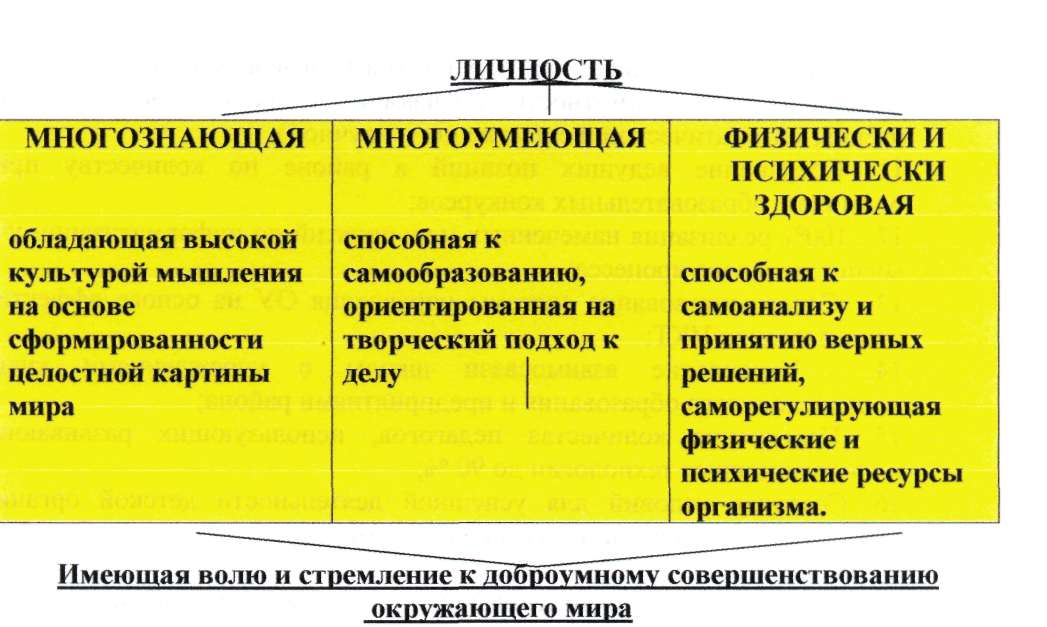 ЛИЧНОСТЬ
МНОГОЗНАЮЩАЯ
обладающая высокой
культурой мышления
на основе
сформированности
целостной картины
мира
МНОГОУМЕЮЩАЯ
способная к
самообразованию,
ориентированная на
творческий подход к
делу
ФИЗИЧЕСКИ И
ПСИХИЧЕСКИ
ЗДОРОВАЯ
способная к
самоанализу и
принятию верных
решений,
саморегулирующая
физические и
психические ресурсы
организма.
Имеющая волю и стремление к доброумному совершенствованию
окружающего мира